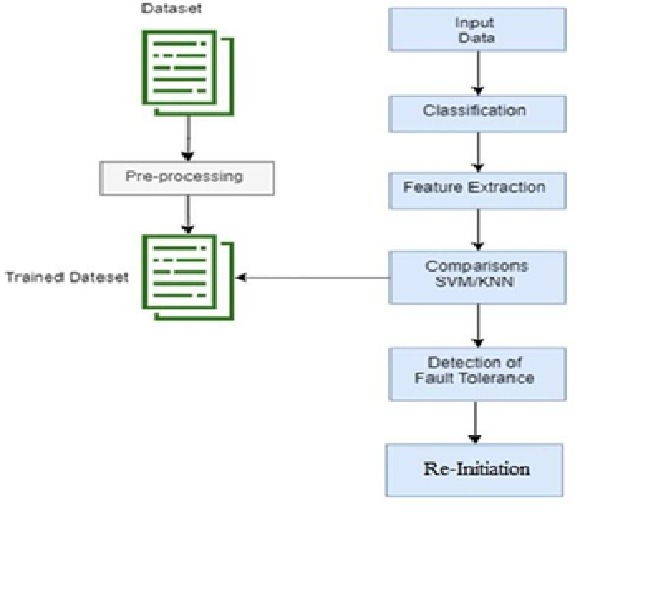 Dataset
Pre-processing
Trained Dateset
Input
Data
Classification
Feature Extraction
Comparisons
SVM/KNN
Detection of
Fault Tolerance
Re-Initiation